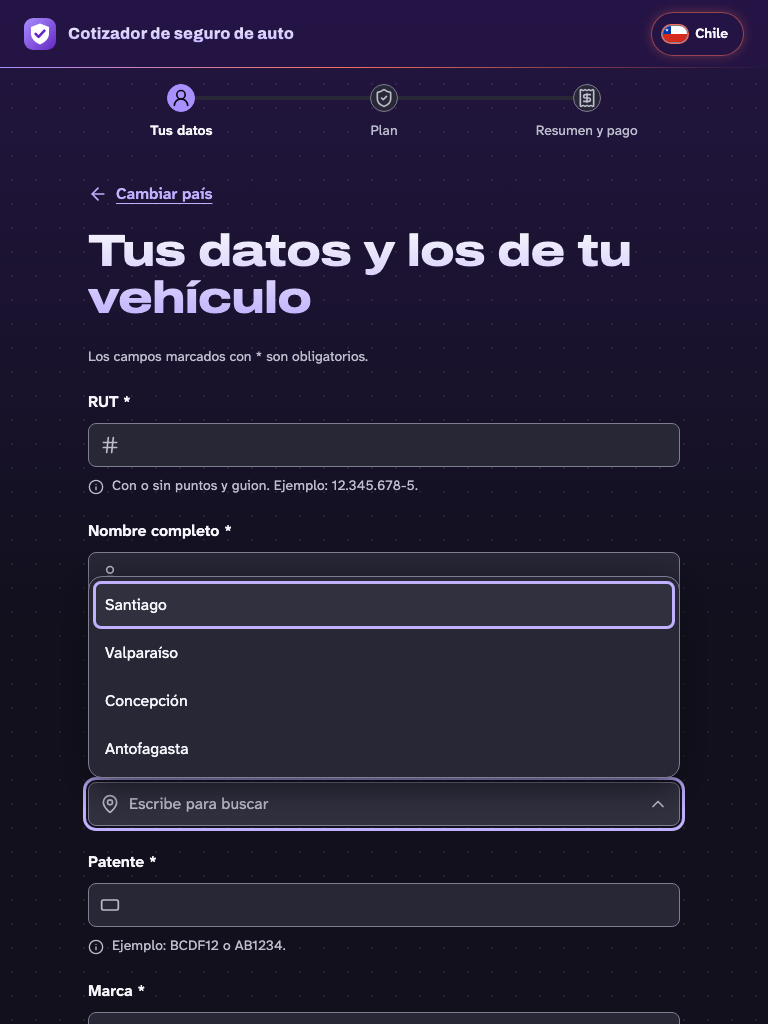 Cotizador de seguro de auto
Chile
Tus datos
Plan
Resumen y pago
Cambiar país
Tus datos y los de tu
vehículo
Los campos marcados con * son obligatorios.
RUT *
Con o sin puntos y guion. Ejemplo: 12.345.678-5.
Nombre completo *
Santiago
Valparaíso
Concepción
Antofagasta
Escribe para buscar
Patente *
Ejemplo: BCDF12 o AB1234.
Marca *